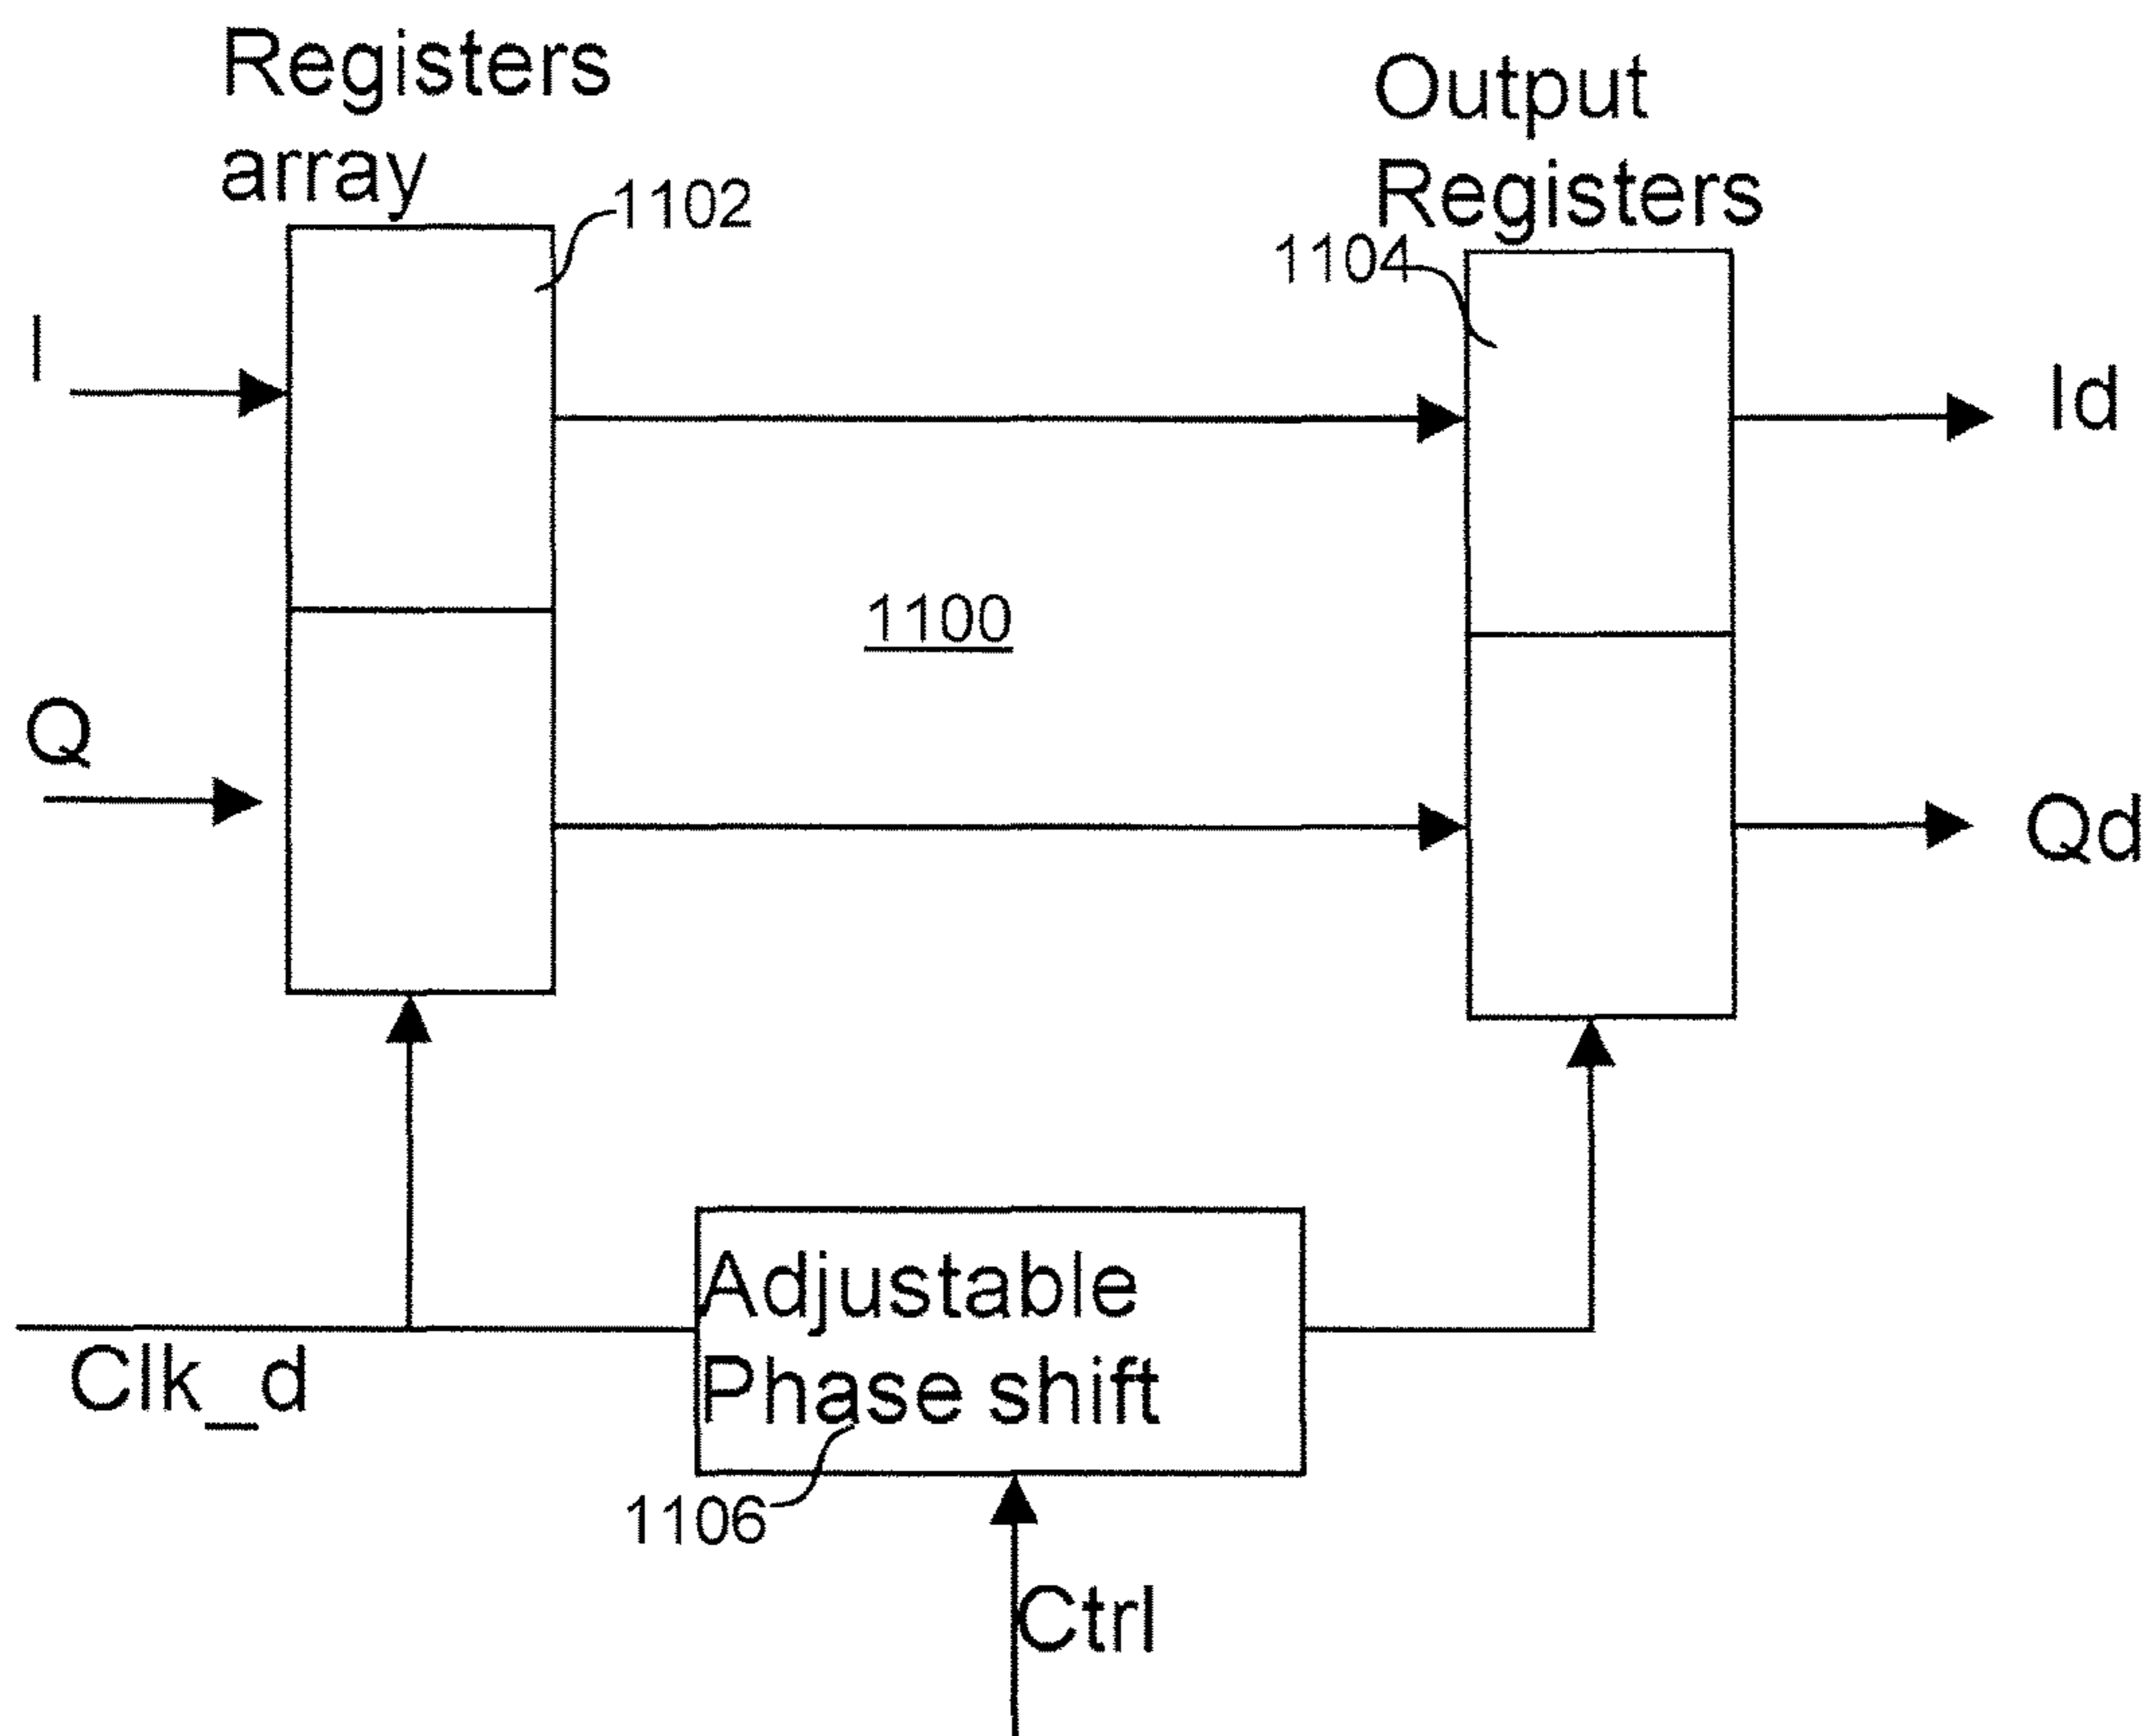 Registers
array
1102
Output
Registers
1104
I
Id
1100
Q
Qd
Adjustable
Phase shift
Clk_d
1106
Ctrl